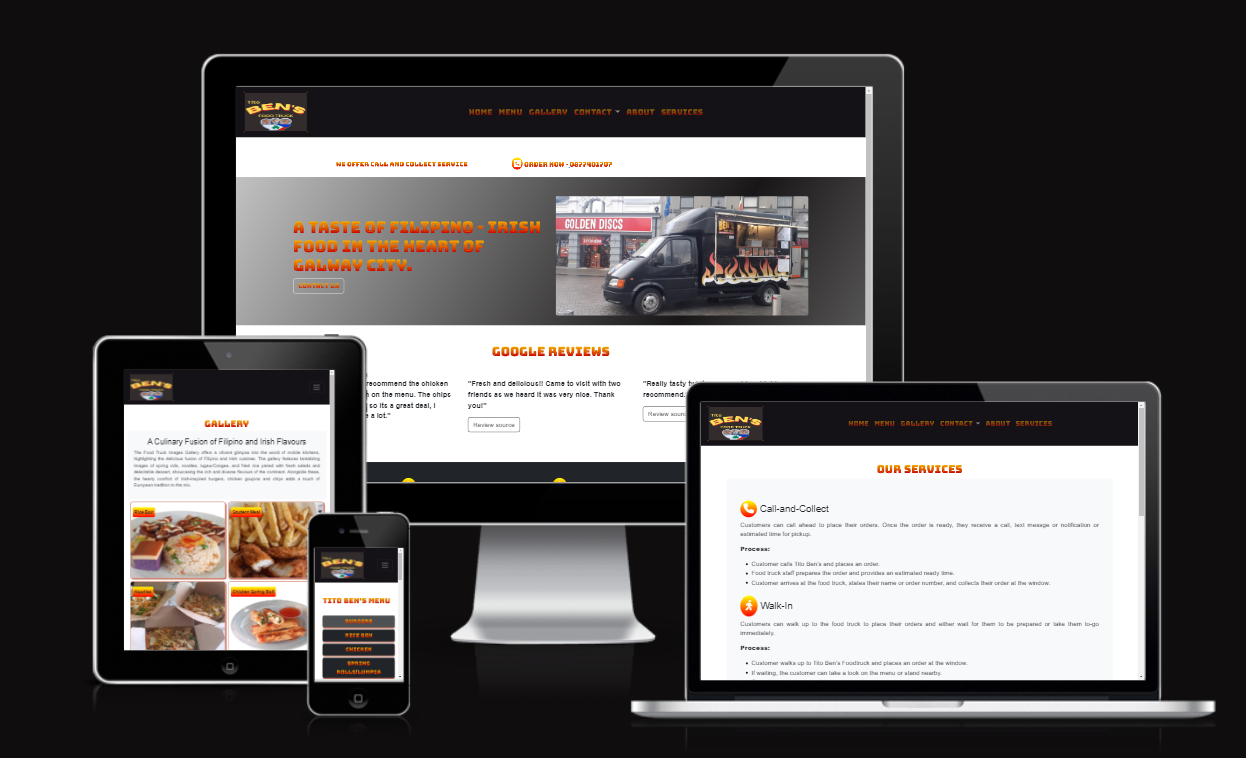 TITO
BEN'S
FOOD TRUCK
HOME MENU GALLERY CONTACT ABOUT SERVICES
WE OFFER CALL AND COLLECT SERVICE
ORDER NOW - 0877401707
A TASTE OF FILIPINO - IRISH
FOOD IN THE HEART OF
GALWAY CITY.
CONTACT US
GOLDEN DISCS
GOOGLE REVIEWS
recommend the chicken
on the menu. The chips
so its a great deal, I
a lot."
"Fresh and delicious!! Came to visit with two
friends as we heard it was very nice. Thank
you!"
Review source
"Really tasty
recommend.
Review
BEN'S
GALLERY
A Culinary Fusion of Filipino and Irish Flavours
The Food Truck Images Gallery offers a vibrant glimpse into the world of mobile kitchens,
highlighting the delicious fusion of Filipino and Irish cuisines. The gallery features tantalizing
images of spring rolls, noodles, lugaw/Congee, and fried rice paired with fresh salads and
delectable dessert, showcasing the rich and diverse flavours of the continent. Alongside these,
the hearty comfort of Irish-inspired burgers, chicken goujons and chips adds a touch of
European tradition to the mix.
Rice Box
Student Meal
Noodles
Chicken Spring Roll
BEN'S
TITO BEN'S MENU
BURGERS
RICE BOX
CHICKEN
SPRING
ROLLS/LUMPIA
TITO
BEN'S
FOOD TRUCK
HOME MENU GALLERY CONTACT ABOUT SERVICES
OUR SERVICES
Call-and-Collect
Customers can call ahead to place their orders. Once the order is ready, they receive a call, text mesage or notification or
estimated time for pickup.
Process:
• Customer calls Tito Ben's and places an order.
• Food truck staff prepares the order and provides an estimated ready time.
• Customer arrives at the food truck, states their name or order number, and collects their order at the window.
Walk-In
Customers can walk up to the food truck to place their orders and either wait for them to be prepared or take them to-go
immediately.
Process:
• Customer walks up to Tito Ben's Foodtruck and places an order at the window.
• If waiting, the customer can take a look on the menu or stand nearby.